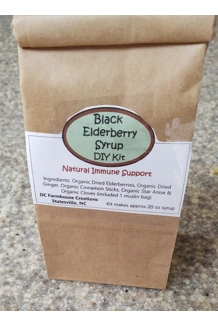 Black
Elderberry
Syrup
DIY Kit
Natural Immune Support
Ingredients: Organic Dried Elderberries, Organic Dried
Ginger, Organic Cinnamon Sticks, Organic Star Anise &
Organic Cloves (included 1 muslin bag)
DC Farmhouse Creations
Statesville, NC
Kit makes approx 20 oz syrup